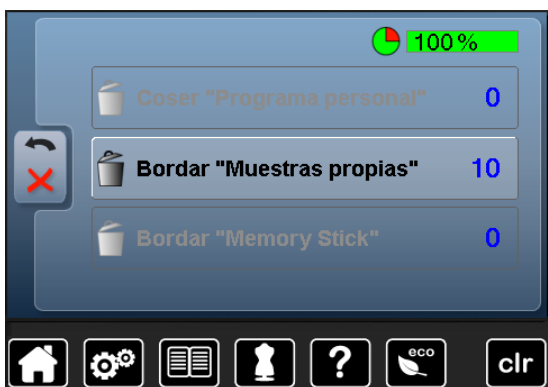 100%
Coser "Programa personal" 0
Bordar "Muestras propias" 10
Bordar "Memory Stick" 0
? eco clr